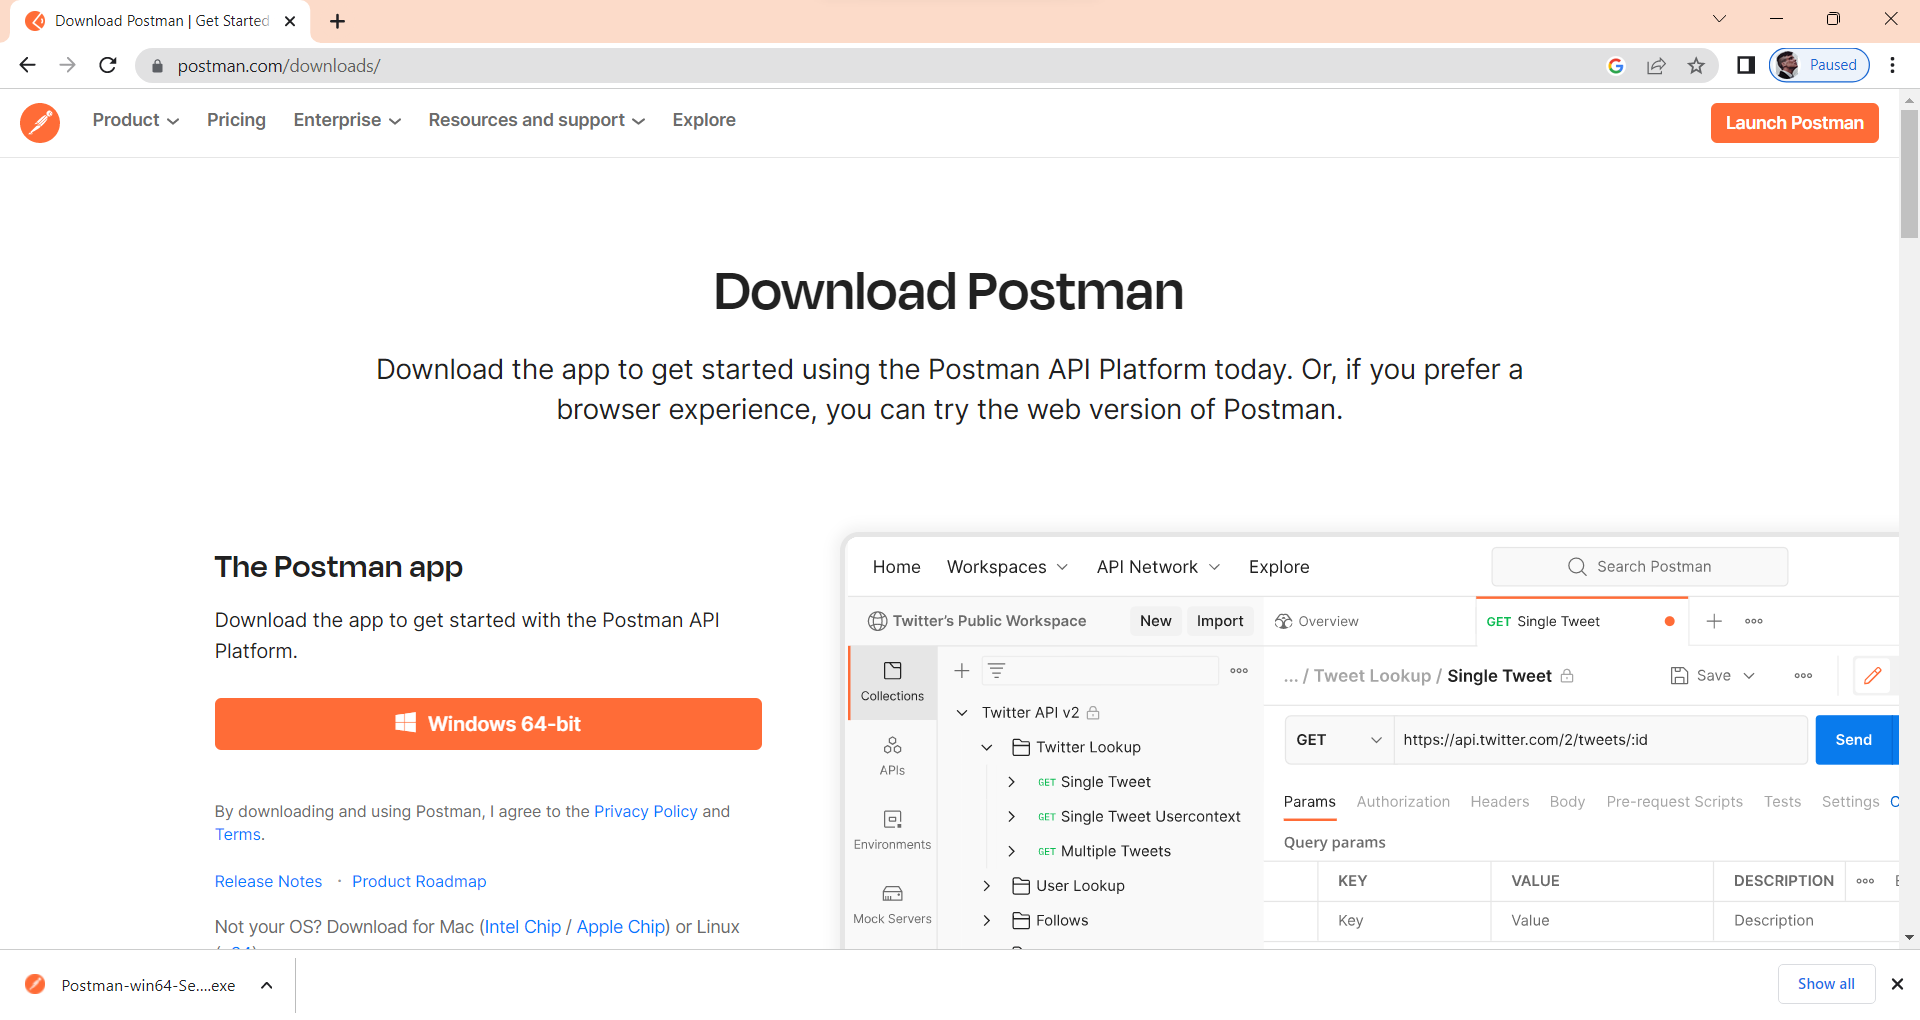 Download Postman | Get Started
postman.com/downloads/
Paused
Product
Pricing
Enterprise
Resources and support
Explore
Launch Postman
Download Postman
Download the app to get started using the Postman API Platform today. Or, if you prefer a
browser experience, you can try the web version of Postman.
The Postman app
Download the app to get started with the Postman API
Platform.
Windows 64-bit
By downloading and using Postman, I agree to the Privacy Policy and
Terms.
Release Notes · Product Roadmap
Not your OS? Download for Mac (Intel Chip / Apple Chip) or Linux
Home
Workspaces
API Network
Explore
Search Postman
Twitter's Public Workspace
New
Import
Overview
GET Single Tweet
Collections
APIs
Environments
Mock Servers
Twitter API v2
Twitter Lookup
GET Single Tweet
GET Single Tweet Usercontext
GET Multiple Tweets
User Lookup
Follows
... / Tweet Lookup / Single Tweet
Save
GET
https://api.twitter.com/2/tweets/:id
Send
Params
Authorization
Headers
Body
Pre-request Scripts
Tests
Settings
Query params
KEY
VALUE
DESCRIPTION
Key
Value
Description
Postman-win64-Se....exe
Show all